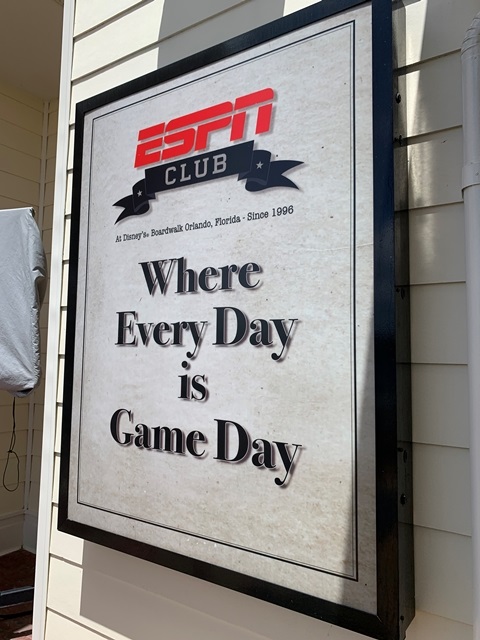 ESPN
CLUB
At Disney's® Boardwalk Orlando, Florida - Since 1996
Where
Every Day
is
Game Day